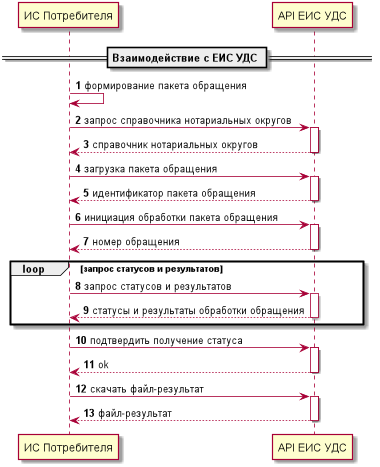 ИС Потребителя
API ЕИС УДС
Взаимодействие с ЕИС УДС
1 формирование пакета обращения
2 запрос справочника нотариальных округов
3 справочник нотариальных округов
4 загрузка пакета обращения
5 идентификатор пакета обращения
6 инициация обработки пакета обращения
7 номер обращения
loop [запрос статусов и результатов]
8 запрос статусов и результатов
9 статусы и результаты обработки обращения
10 подтвердить получение статуса
11 ok
12 скачать файл-результат
13 файл-результат
ИС Потребителя
API ЕИС УДС